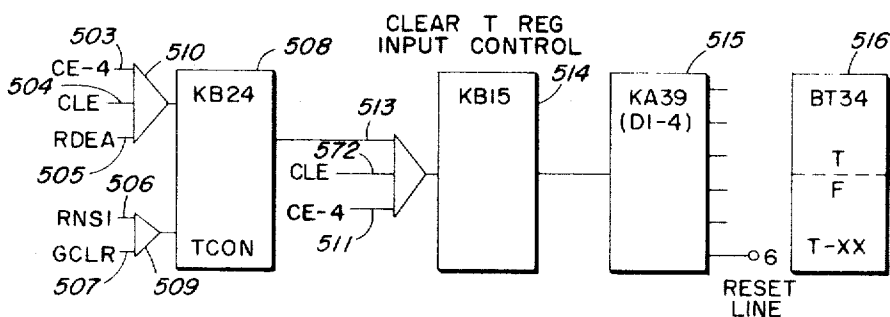 CLEAR T REG
INPUT CONTROL
503
510
508
515
516
CE-4
504
CLE
RDEA
505
KB24
513
KB15
514
KA39
(DI-4)
BT34
572
CLE
CE-4
511
T
F
506
RNSI
GCLR
507
509
TCON
6
RESET
LINE
T-XX